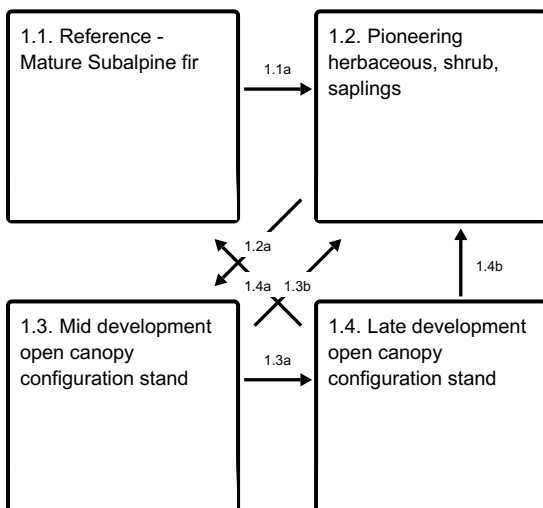 1.1. Reference -
Mature Subalpine fir
1.1a
1.2. Pioneering
herbaceous, shrub,
saplings
1.2a
1.4a
1.3b
1.4b
1.3. Mid development
open canopy
configuration stand
1.3a
1.4. Late development
open canopy
configuration stand